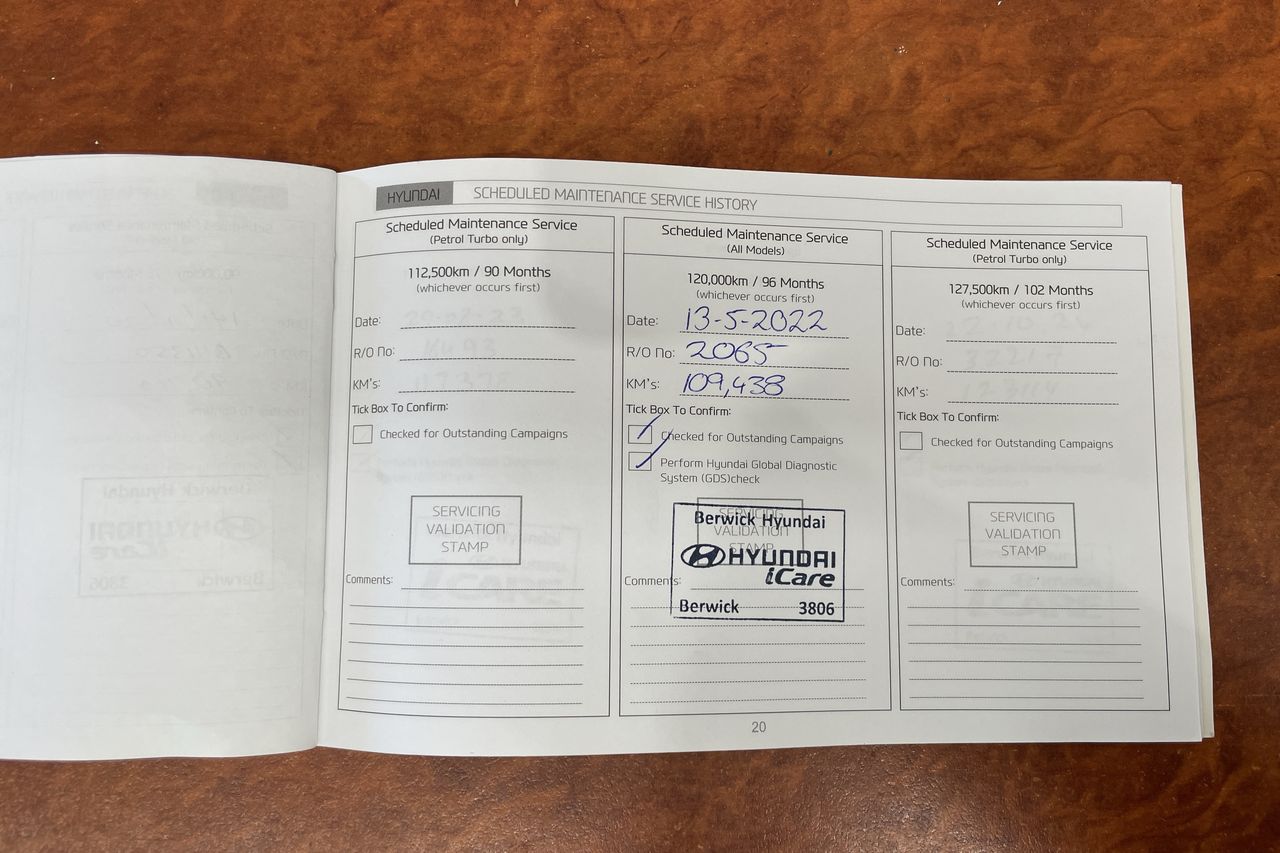 HYUNDAI SCHEDULED MAINTENANCE SERVICE HISTORY
Scheduled Maintenance Service
(Petrol Turbo only)
112,500km / 90 Months
(whichever occurs first)
Date:
R/O No:
KM's:
Tick Box To Confirm:
Checked for Outstanding Campaigns
SERVICING
VALIDATION
STAMP
Comments:
Scheduled Maintenance Service
(All Models)
120,000km / 96 Months
(whichever occurs first)
Date: 13-5-2022
R/O No: 2065
KM's: 109,438
Tick Box To Confirm:
Checked for Outstanding Campaigns
Perform Hyundai Global Diagnostic
System (GDS)check
SERVICING
VALIDATION
STAMP
Berwick Hyundai
HYUNDAI
iCare
Berwick 3806
Comments:
Scheduled Maintenance Service
(Petrol Turbo only)
127,500km / 102 Months
(whichever occurs first)
Date:
R/O No:
KM's:
Tick Box To Confirm:
Checked for Outstanding Campaigns
SERVICING
VALIDATION
STAMP
Comments:
20